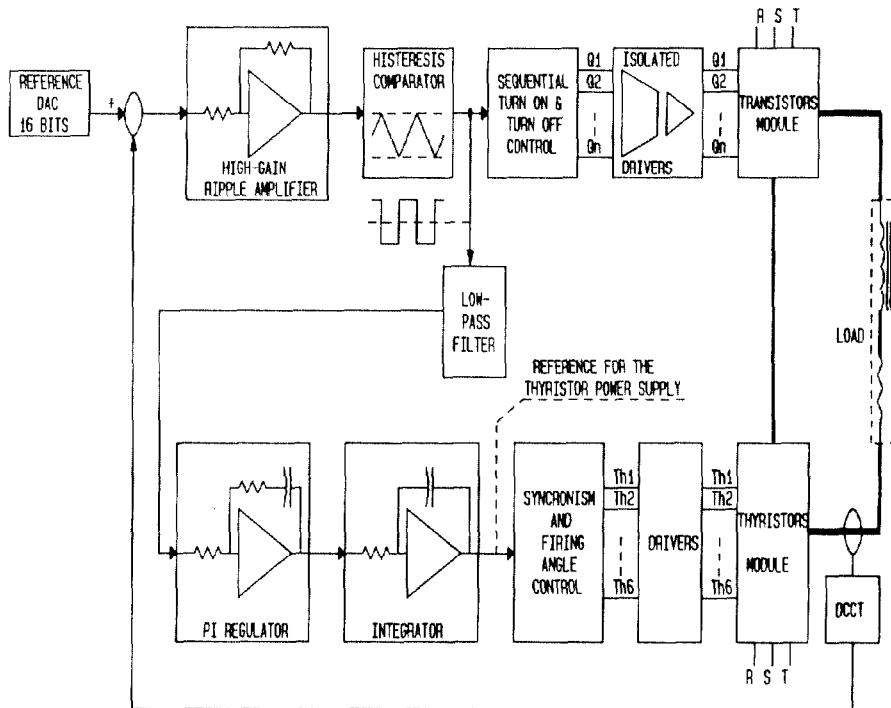 R S T
REFERENCE
DAC
16 BITS
+
HIGH-GAIN
RIPPLE AMPLIFIER
HISTERESIS
COMPARATOR
SEQUENTIAL
TURN ON &
TURN OFF
CONTROL
Q1
Q2
Qn
ISOLATED
DRIVERS
Q1
Q2
Qn
TRANSISTORS
MODULE
LOW-
PASS
FILTER
LOAD
REFERENCE FOR THE
THYRISTOR POWER SUPPLY
PI REGULATOR
INTEGRATOR
SYNCRONISM
AND
FIRING
ANGLE
CONTROL
Th1
Th2
Th6
DRIVERS
Th1
Th2
Th6
THYRISTORS
MODULE
DCCT
R S T